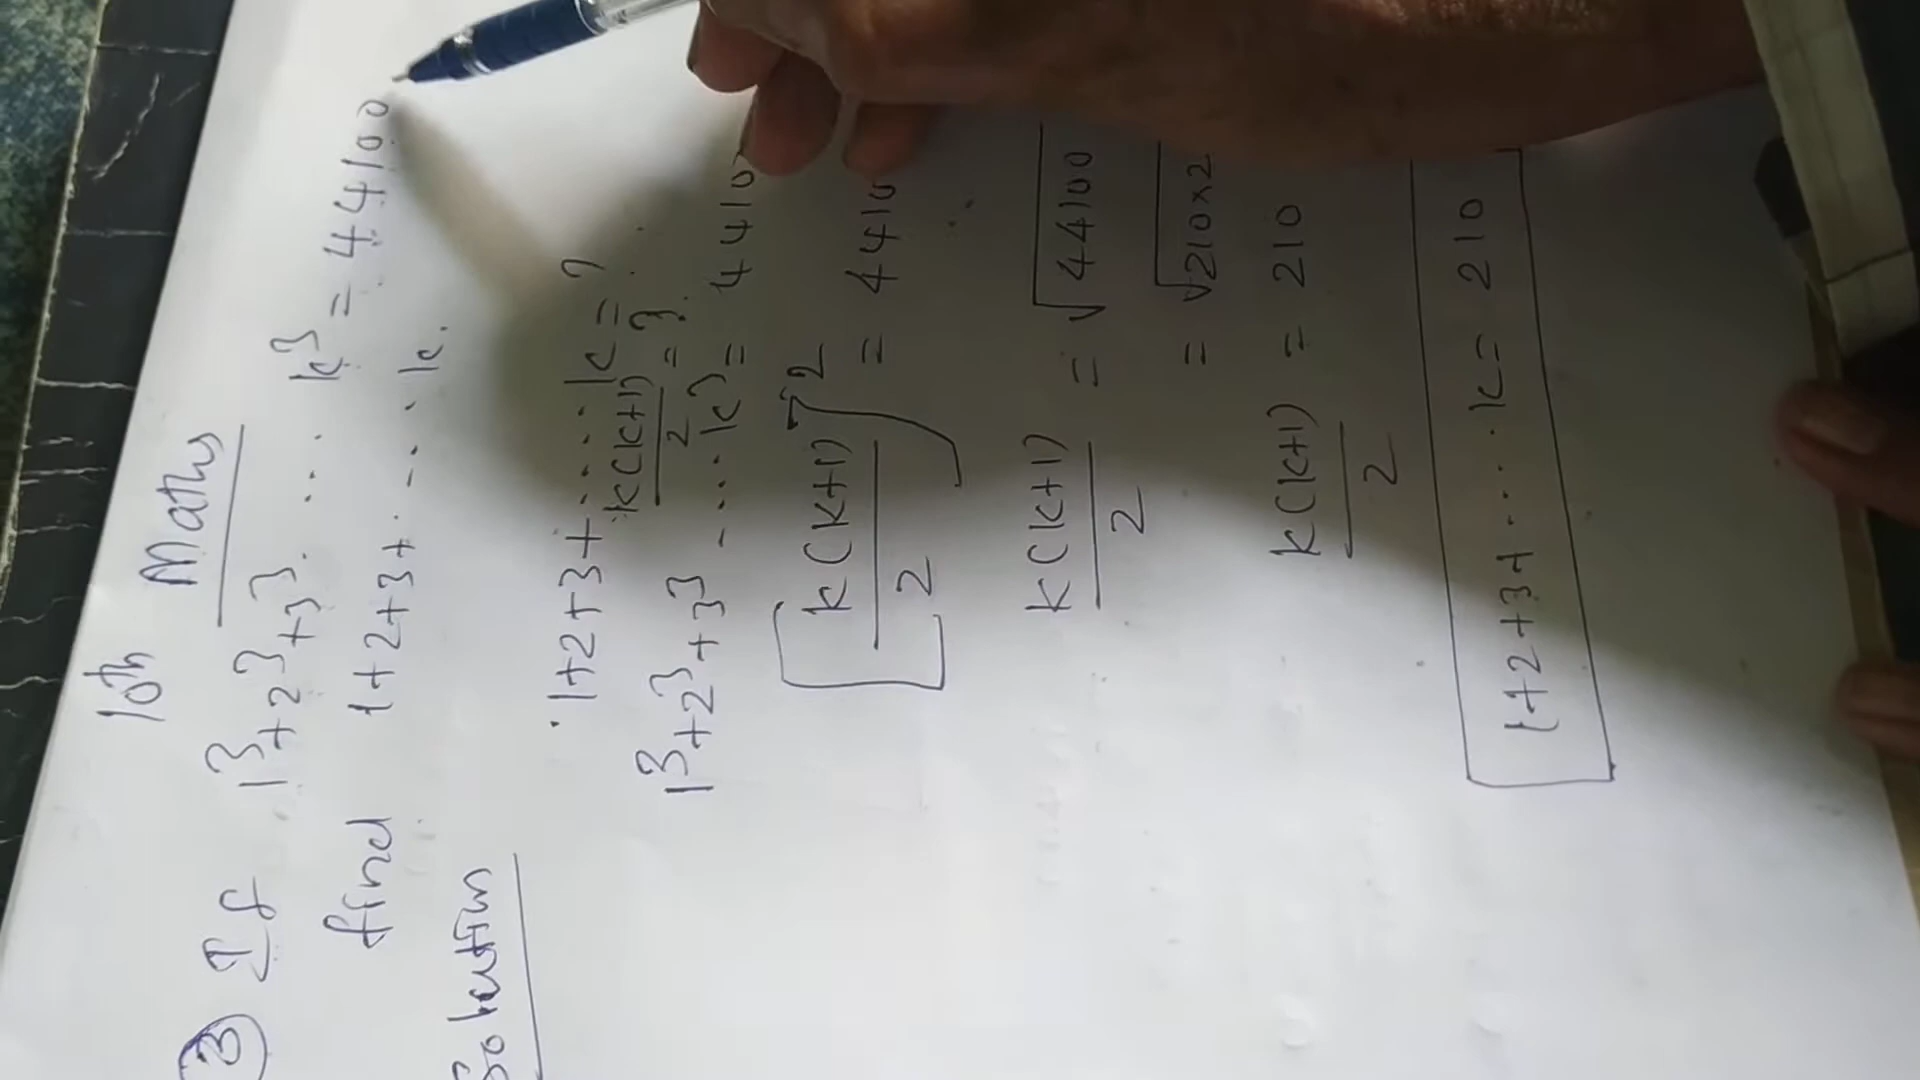 10th Maths
③ If 1³+2³+3³. ... k³ = 44100
find 1+2+3+. ... k.
Solution
1+2+3+..... k = ?
k(k+1)/2 = ?
1³+2³+3³ ..... k³ = 4410
[k(k+1)/2]² = 4410
k(k+1)/2 = √44100
= √210×2
k(k+1)/2 = 210
1+2+3+..... k = 210